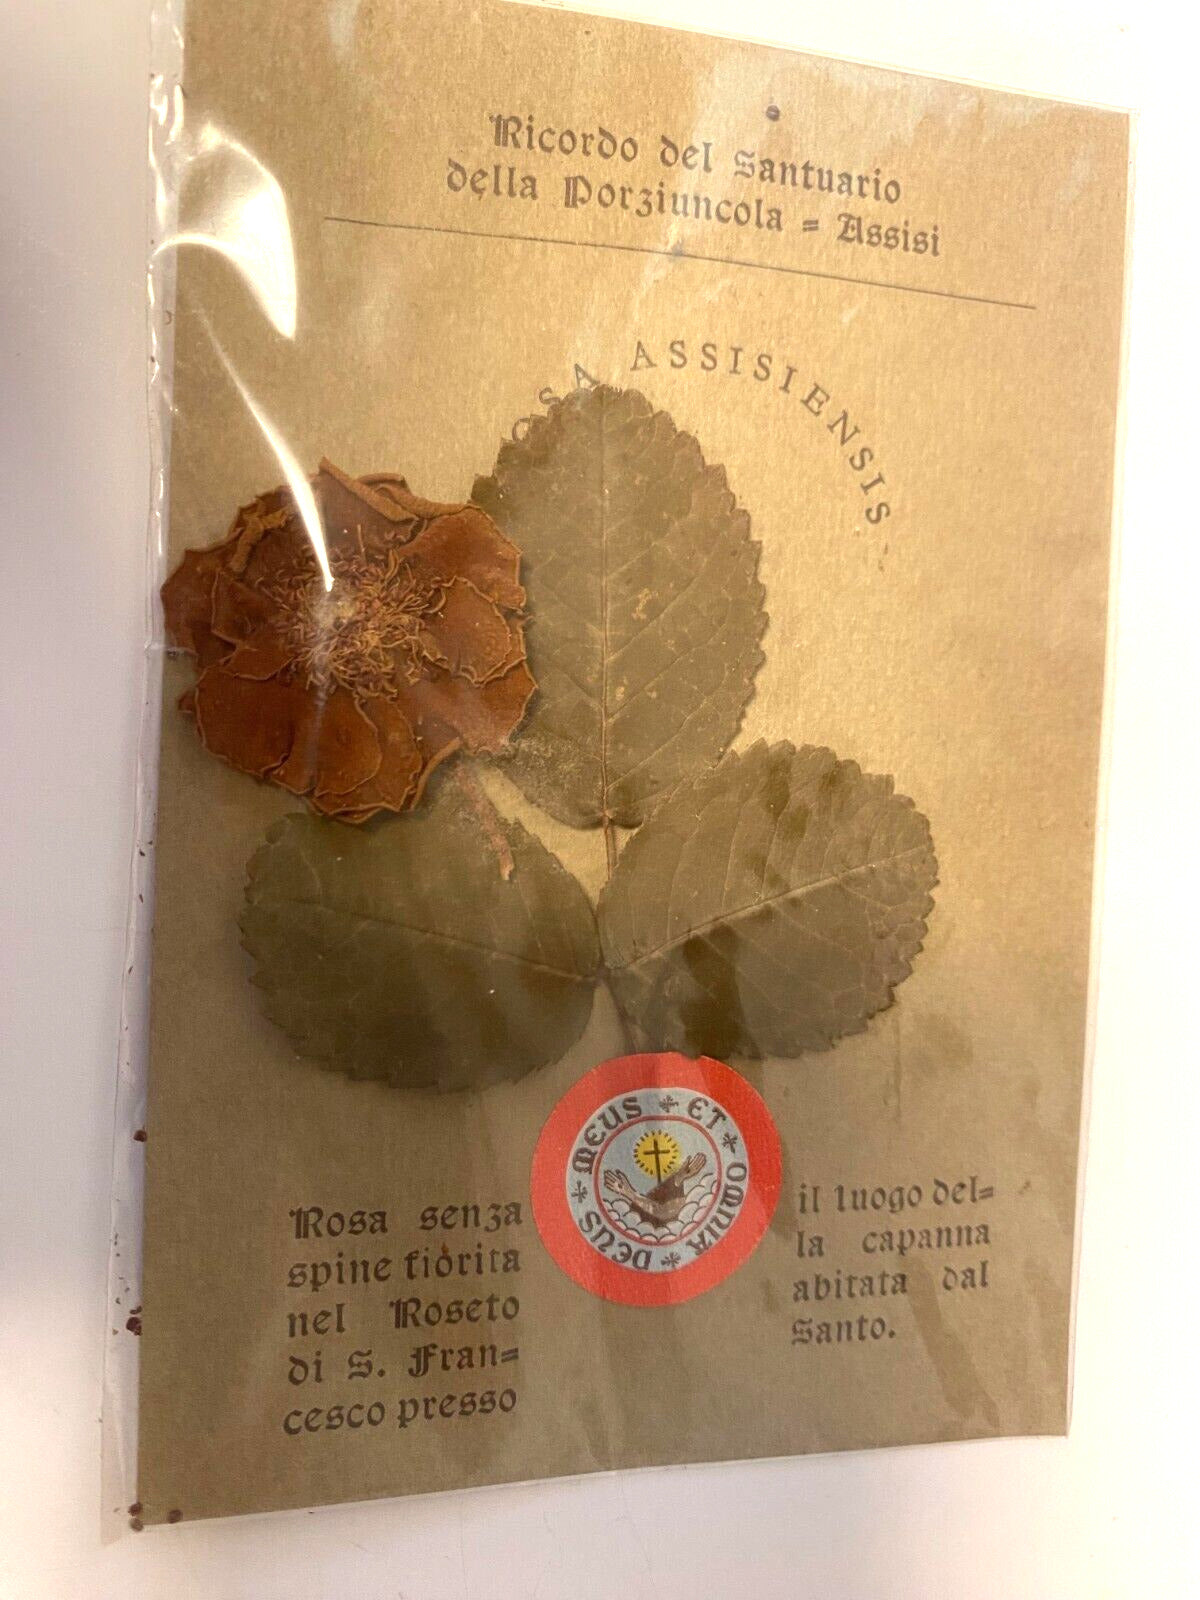 Ricordo del Santuario
della Porziuncola = Assisi
OSA ASSISIENSIS
DEUS * MEUS * ET * OMNIA *
Rosa senza
spine fiorita
nel Roseto
di S. Fran=
cesco presso
il luogo del=
la capanna
abitata dal
Santo.